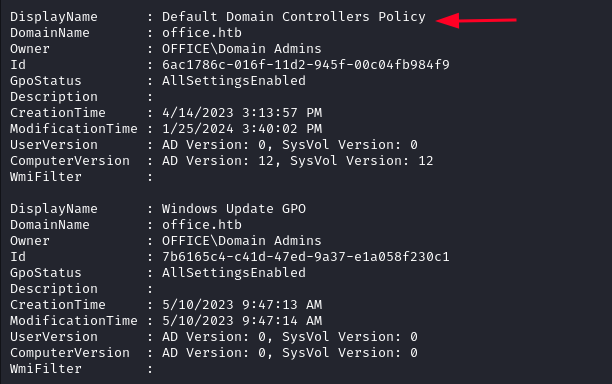 DisplayName      : Default Domain Controllers Policy
DomainName       : office.htb
Owner            : OFFICE\Domain Admins
Id               : 6ac1786c-016f-11d2-945f-00c04fb984f9
GpoStatus        : AllSettingsEnabled
Description      :
CreationTime     : 4/14/2023 3:13:57 PM
ModificationTime : 1/25/2024 3:40:02 PM
UserVersion      : AD Version: 0, SysVol Version: 0
ComputerVersion  : AD Version: 12, SysVol Version: 12
WmiFilter        :
DisplayName      : Windows Update GPO
DomainName       : office.htb
Owner            : OFFICE\Domain Admins
Id               : 7b6165c4-c41d-47ed-9a37-e1a058f230c1
GpoStatus        : AllSettingsEnabled
Description      :
CreationTime     : 5/10/2023 9:47:13 AM
ModificationTime : 5/10/2023 9:47:14 AM
UserVersion      : AD Version: 0, SysVol Version: 0
ComputerVersion  : AD Version: 0, SysVol Version: 0
WmiFilter        :